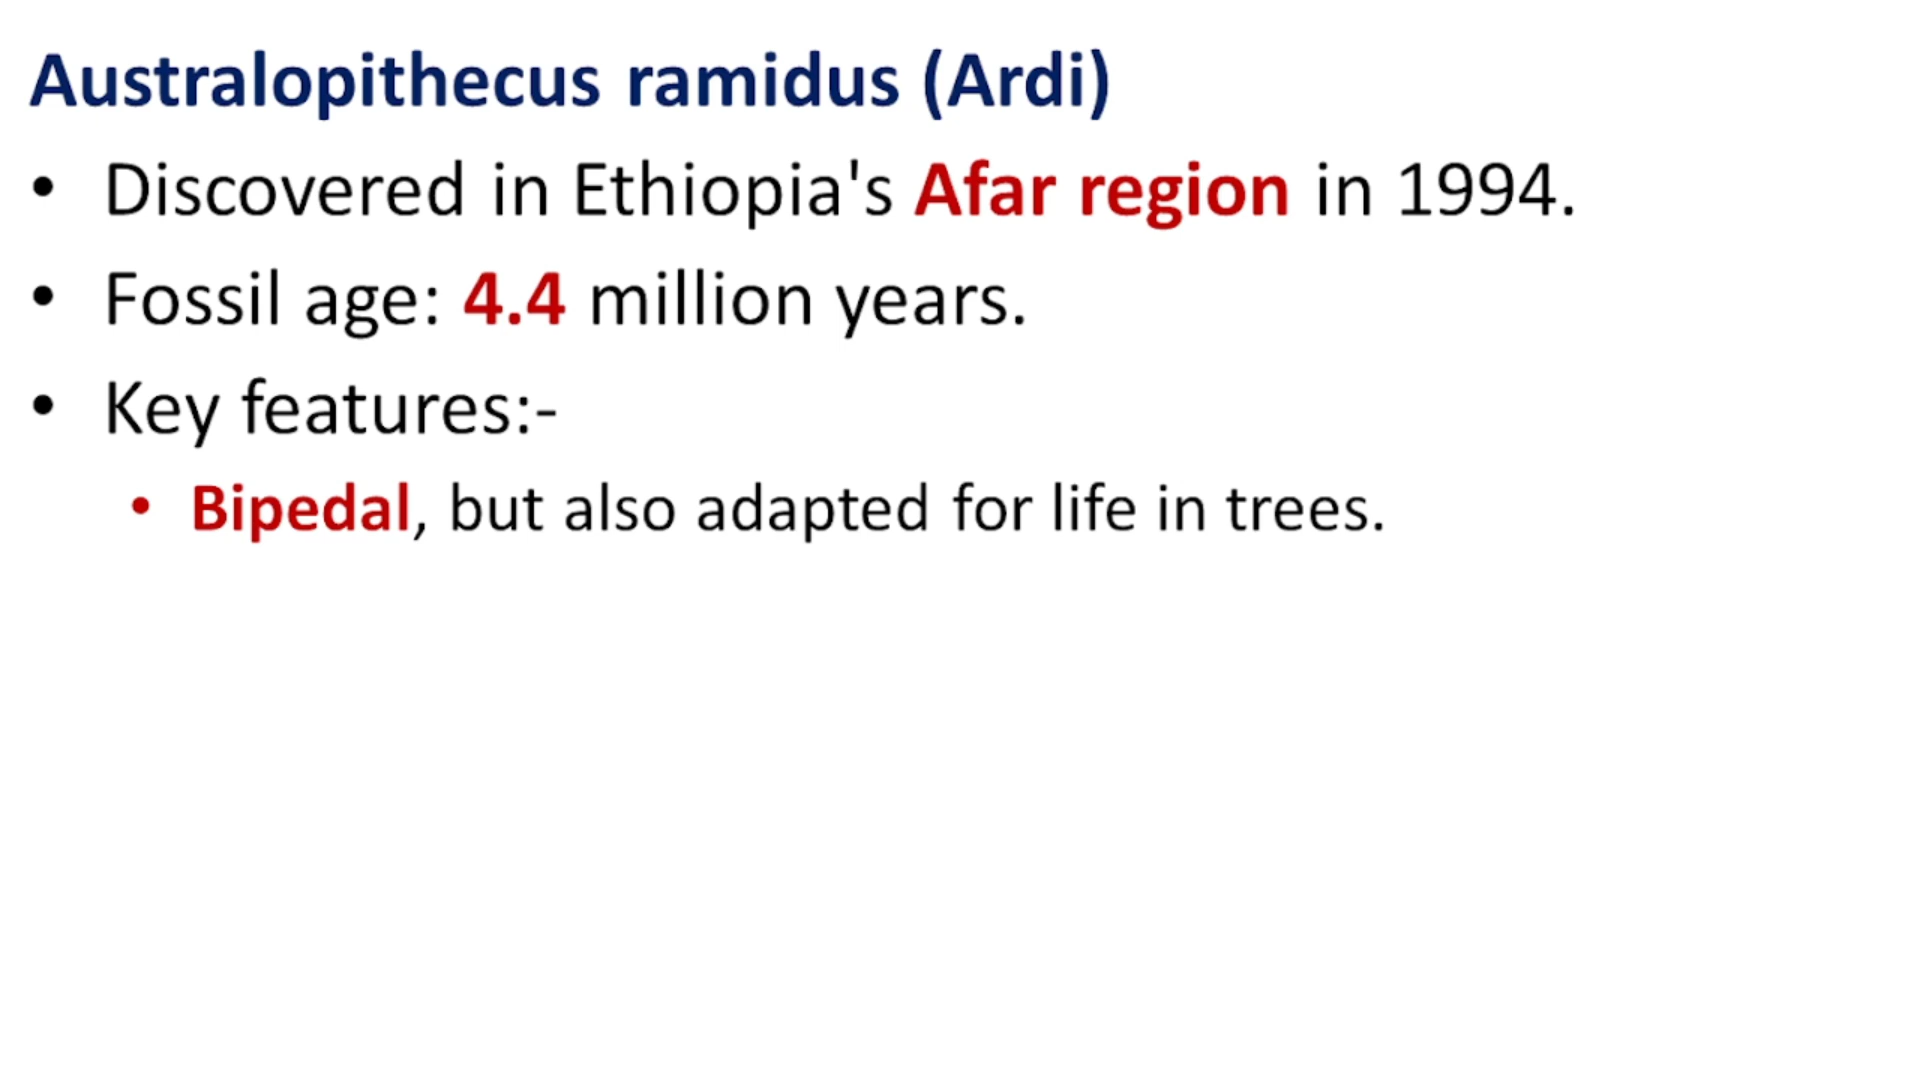 Australopithecus ramidus (Ardi)
• Discovered in Ethiopia's Afar region in 1994.
• Fossil age: 4.4 million years.
• Key features:-
• Bipedal, but also adapted for life in trees.